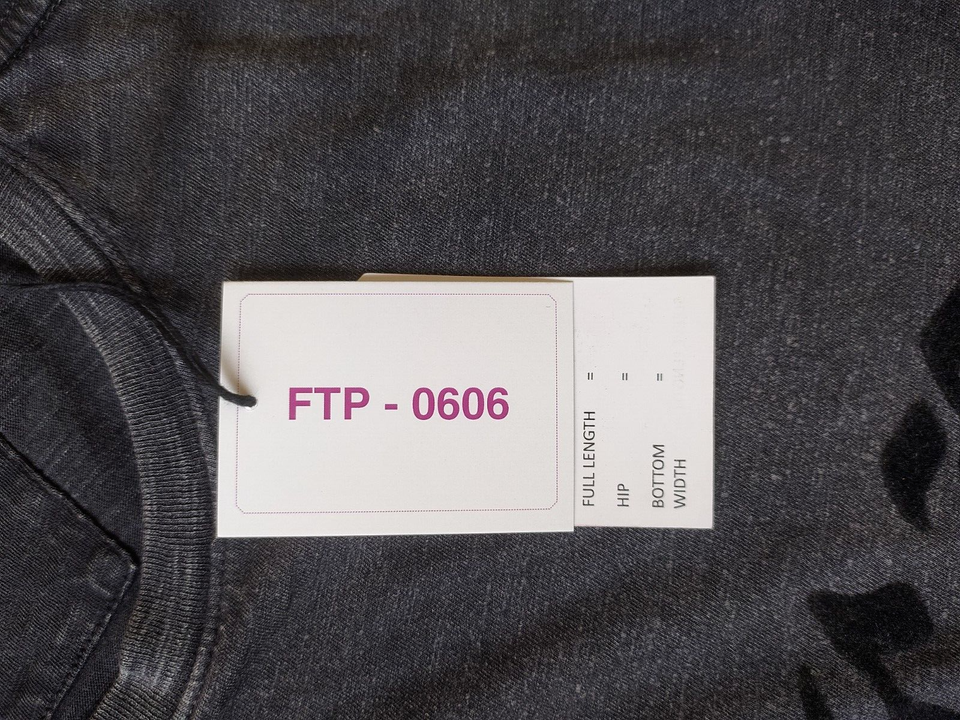 FTP - 0606
FULL LENGTH =
HIP =
BOTTOM =
WIDTH